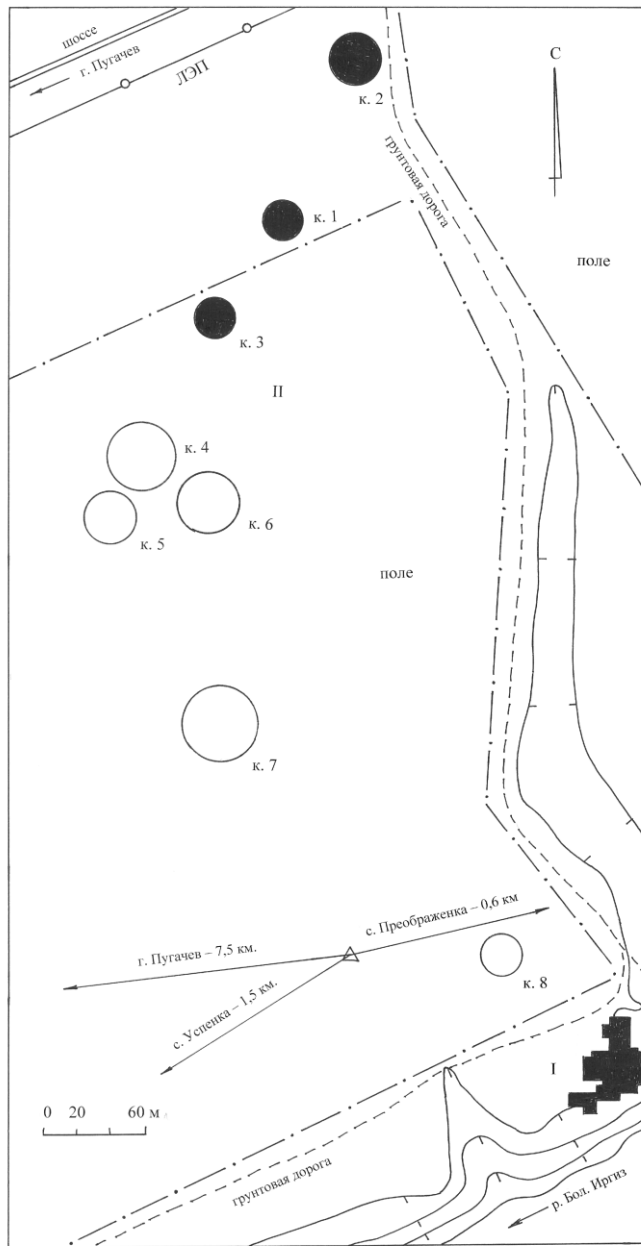 шоссе
г. Пугачев
ЛЭП
к. 2
С
грунтовая дорога
к. 1
поле
к. 3
II
к. 4
к. 6
к. 5
поле
к. 7
с. Преображенка – 0,6 км
г. Пугачев – 7,5 км.
с. Успенка – 1,5 км.
к. 8
I
0 20 60 м
грунтовая дорога
р. Бол. Иргиз